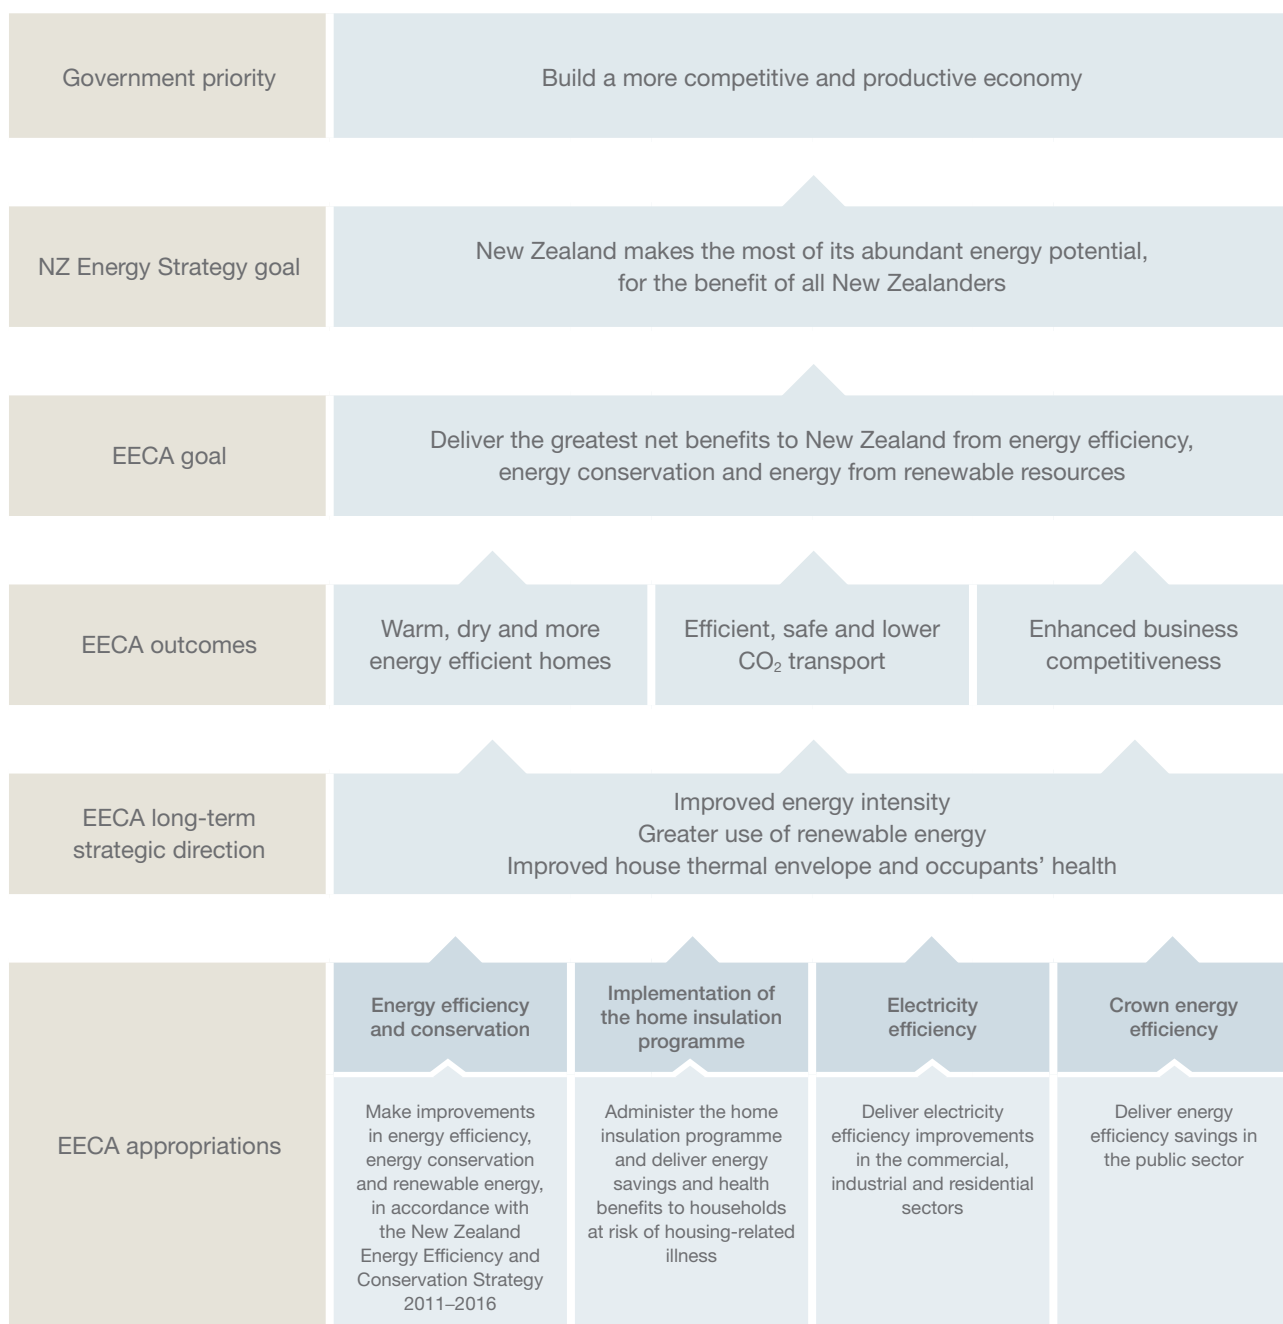 Government priority
Build a more competitive and productive economy
NZ Energy Strategy goal
New Zealand makes the most of its abundant energy potential,
for the benefit of all New Zealanders
EECA goal
Deliver the greatest net benefits to New Zealand from energy efficiency,
energy conservation and energy from renewable resources
EECA outcomes
Warm, dry and more
energy efficient homes
Efficient, safe and lower
CO₂ transport
Enhanced business
competitiveness
EECA long-term
strategic direction
Improved energy intensity
Greater use of renewable energy
Improved house thermal envelope and occupants’ health
EECA appropriations
Energy efficiency
and conservation
Make improvements
in energy efficiency,
energy conservation
and renewable energy,
in accordance with
the New Zealand
Energy Efficiency and
Conservation Strategy
2011–2016
Implementation of
the home insulation
programme
Administer the home
insulation programme
and deliver energy
savings and health
benefits to households
at risk of housing-related
illness
Electricity
efficiency
Deliver electricity
efficiency improvements
in the commercial,
industrial and residential
sectors
Crown energy
efficiency
Deliver energy
efficiency savings in
the public sector